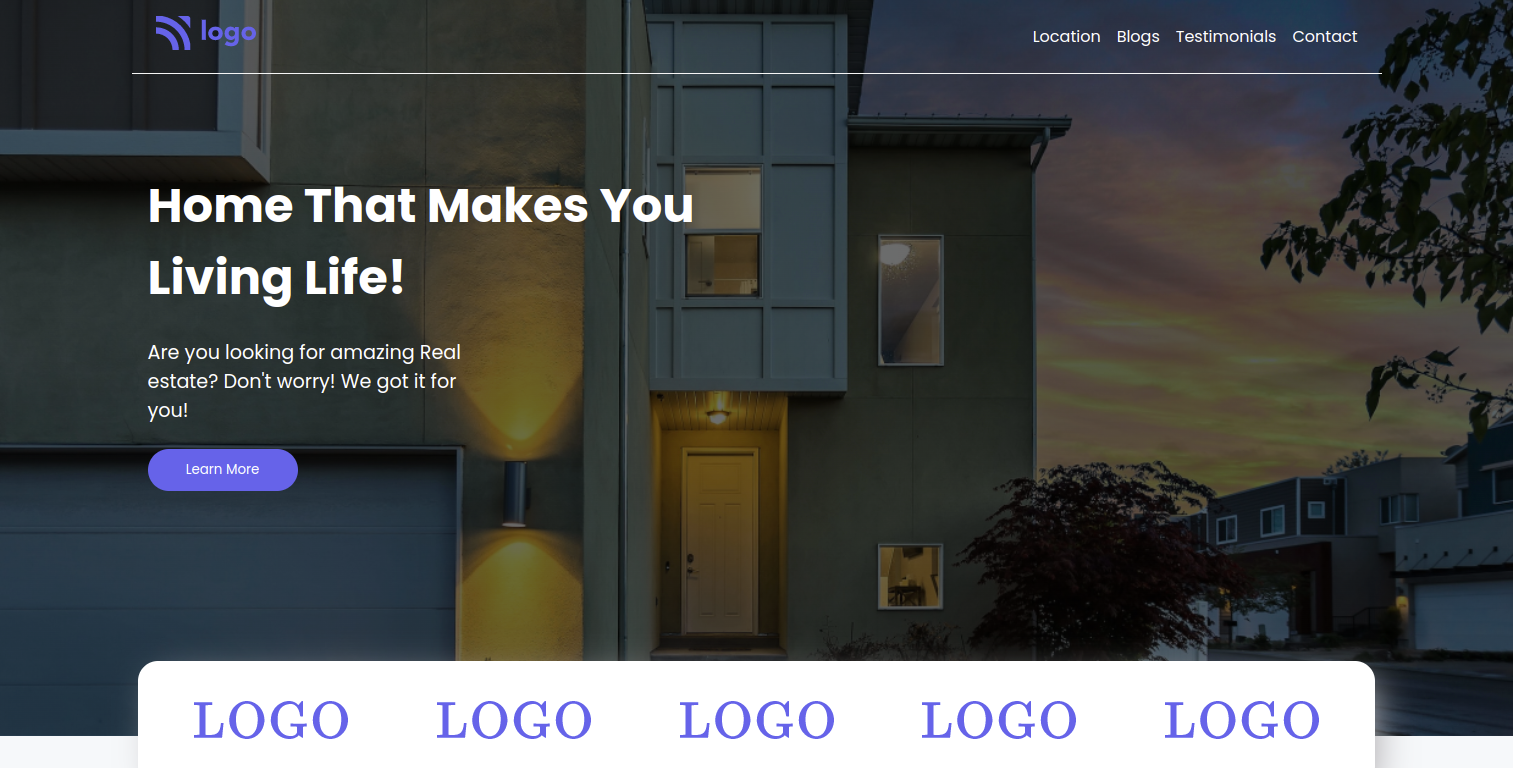 logo
Location Blogs Testimonials Contact
Home That Makes You
Living Life!
Are you looking for amazing Real
estate? Don't worry! We got it for
you!
Learn More
LOGO LOGO LOGO LOGO LOGO